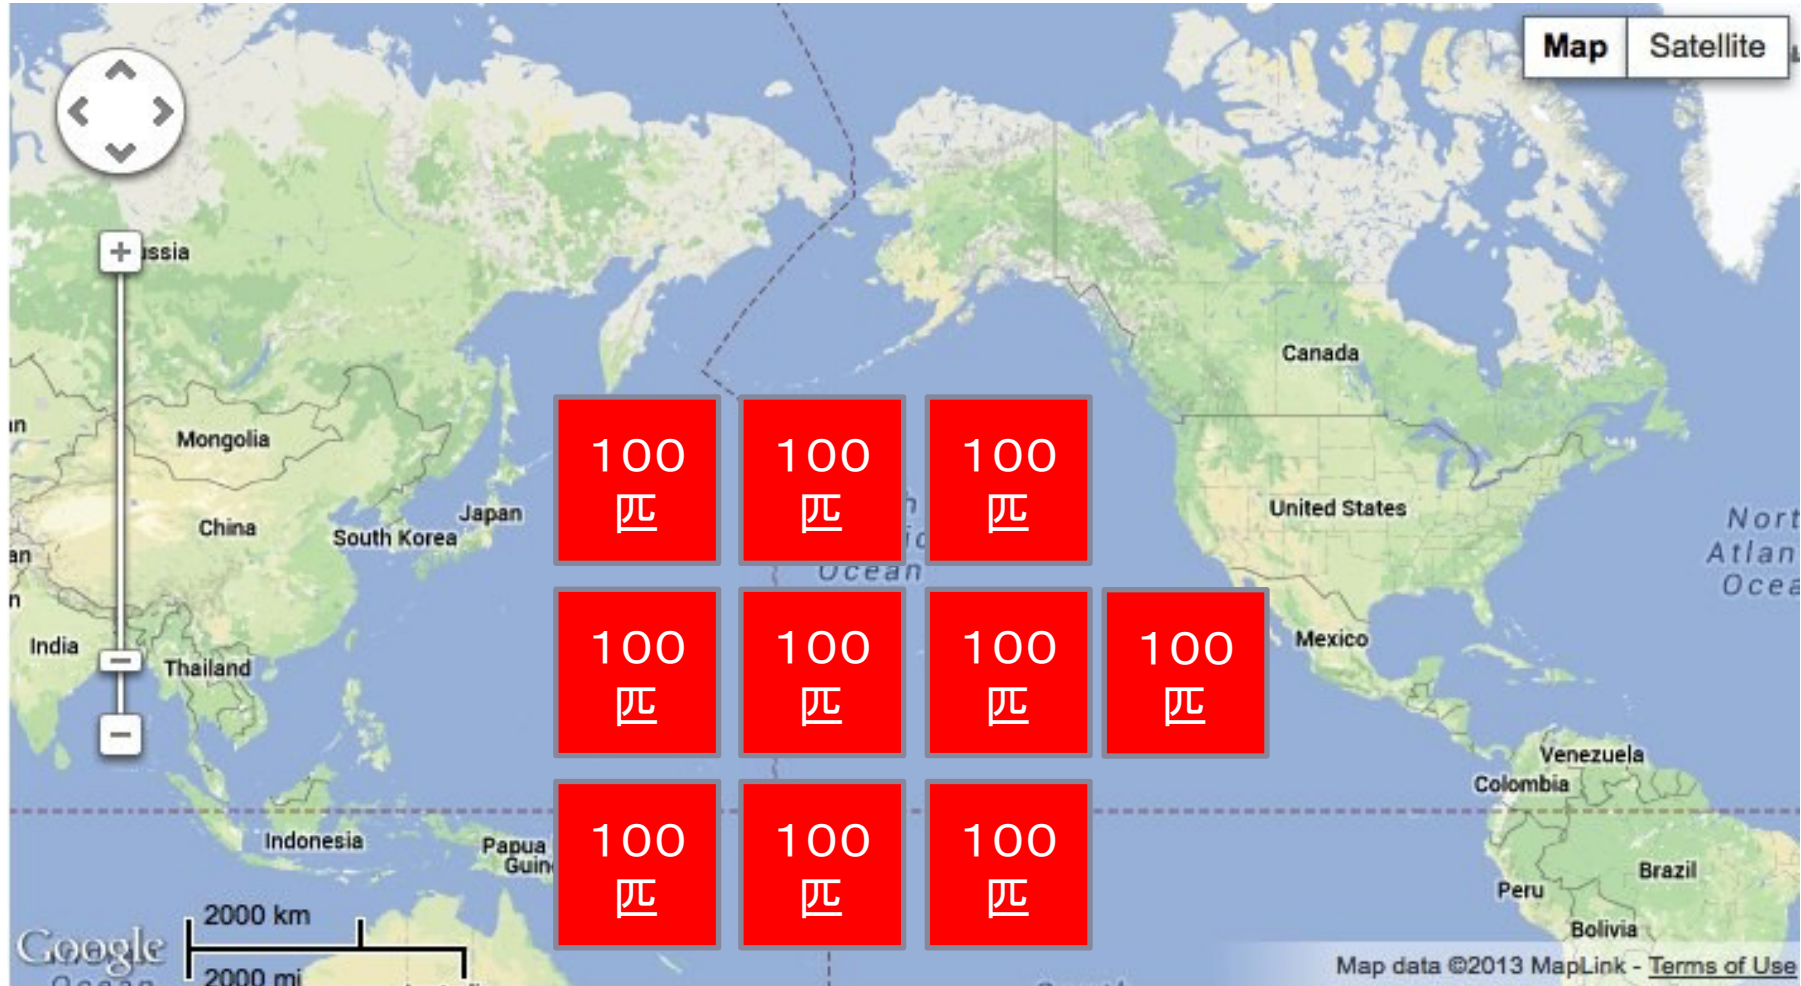 Map
Satellite
ussia
Canada
Mongolia
100
匹
100
匹
100
匹
China
South Korea
Japan
United States
Ocean
India
Thailand
Mexico
100
匹
100
匹
100
匹
100
匹
Venezuela
Colombia
Indonesia
Papua
Guin
100
匹
100
匹
100
匹
Brazil
Peru
Bolivia
Nort
Atlan
Ocea
2000 km
2000 mi
Google
Map data ©2013 MapLink - Terms of Use